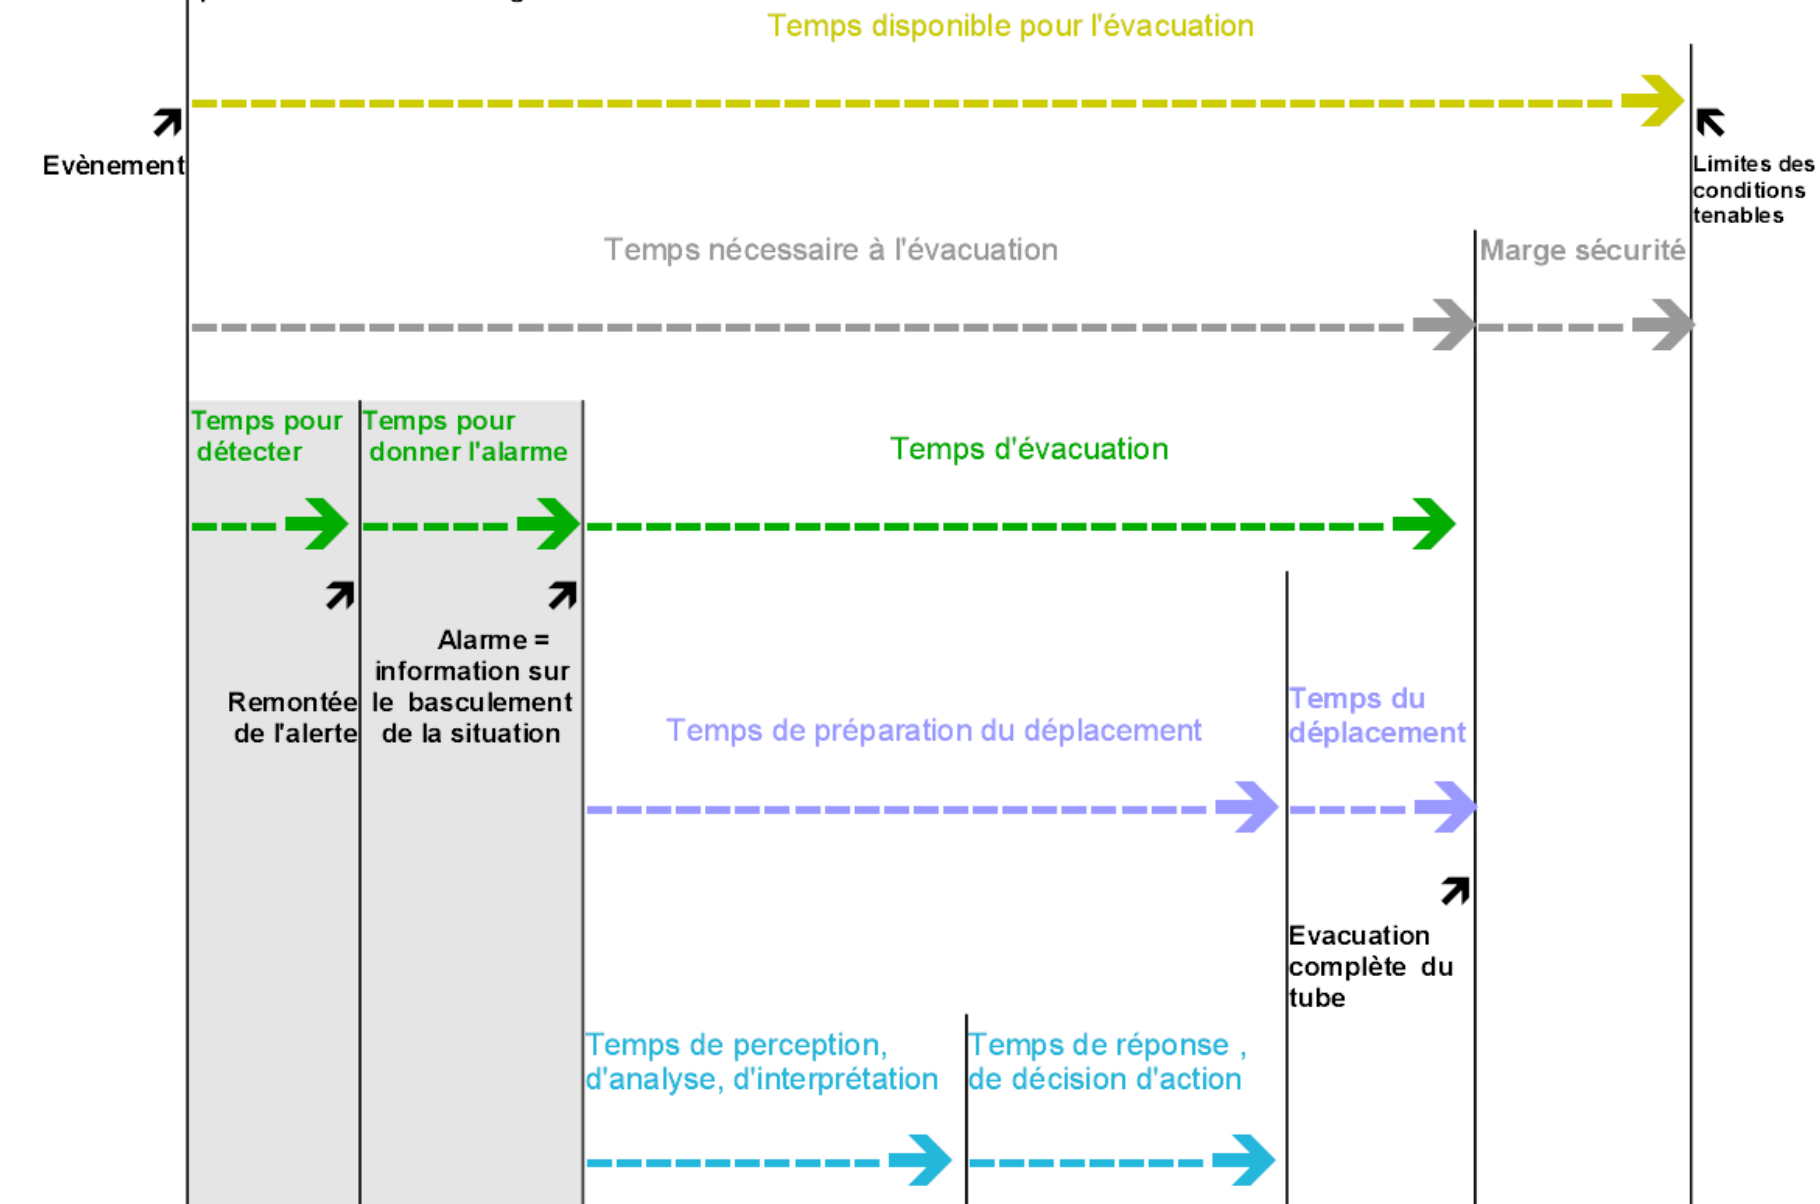 Temps disponible pour l'évacuation
Evènement
Limites des
conditions
tenables
Temps nécessaire à l'évacuation
Marge sécurité
Temps pour
détecter
Temps pour
donner l'alarme
Temps d'évacuation
Remontée
de l'alerte
Alarme =
information sur
le basculement
de la situation
Temps de préparation du déplacement
Temps du
déplacement
Evacuation
complète du
tube
Temps de perception,
d'analyse, d'interprétation
Temps de réponse ,
de décision d'action